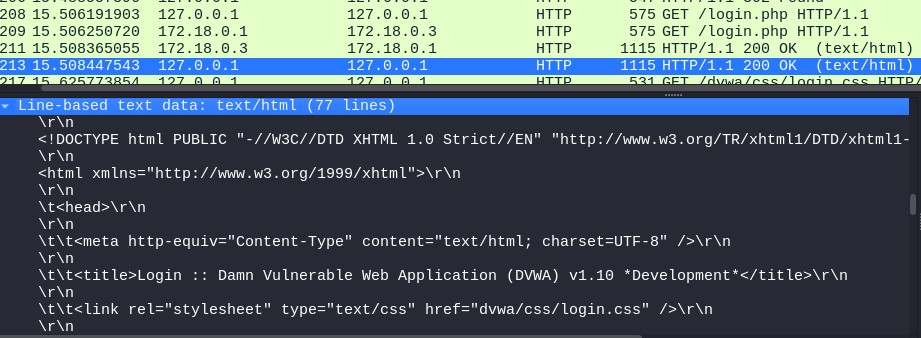 208 15.506191903 127.0.0.1 127.0.0.1 HTTP 575 GET /login.php HTTP/1.1
209 15.506250720 172.18.0.1 172.18.0.3 HTTP 575 GET /login.php HTTP/1.1
211 15.508365055 172.18.0.3 172.18.0.1 HTTP 1115 HTTP/1.1 200 OK (text/html)
213 15.508447543 127.0.0.1 127.0.0.1 HTTP 1115 HTTP/1.1 200 OK (text/html)
217 15.625773854 127.0.0.1 127.0.0.1 HTTP 531 GET /dvwa/css/login.css HTTP/
Line-based text data: text/html (77 lines)
\r\n
<!DOCTYPE html PUBLIC "-//W3C//DTD XHTML 1.0 Strict//EN" "http://www.w3.org/TR/xhtml1/DTD/xhtml1-
\r\n
<html xmlns="http://www.w3.org/1999/xhtml">\r\n
\r\n
\t<head>\r\n
\r\n
\t\t<meta http-equiv="Content-Type" content="text/html; charset=UTF-8" />\r\n
\r\n
\t\t<title>Login :: Damn Vulnerable Web Application (DVWA) v1.10 *Development*</title>\r\n
\r\n
\t\t<link rel="stylesheet" type="text/css" href="dvwa/css/login.css" />\r\n
\r\n